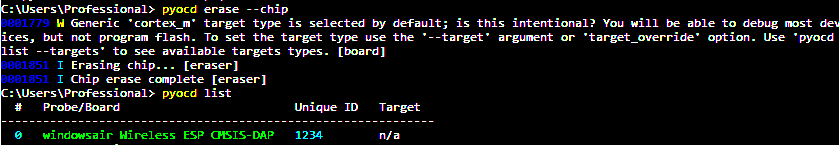 C:\Users\Professional> pyocd erase --chip
0001779 W Generic 'cortex_m' target type is selected by default; is this intentional? You will be able to debug most dev
ices, but not program flash. To set the target type use the '--target' argument or 'target_override' option. Use 'pyocd
list --targets' to see available targets types. [board]
0001851 I Erasing chip... [eraser]
0001851 I Chip erase complete [eraser]
C:\Users\Professional> pyocd list
# Probe/Board Unique ID Target
0 windowsair Wireless ESP CMSIS-DAP 1234 n/a